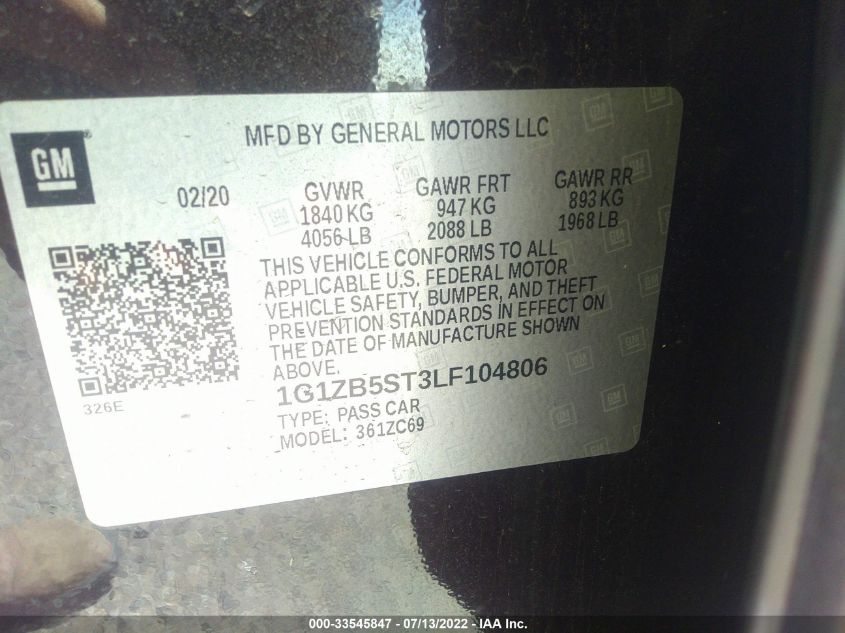 MFD BY GENERAL MOTORS LLC
GM
02/20
GVWR
1840 KG
4056 LB
GAWR FRT
947 KG
2088 LB
GAWR RR
893 KG
1968 LB
THIS VEHICLE CONFORMS TO ALL
APPLICABLE U.S. FEDERAL MOTOR
VEHICLE SAFETY, BUMPER, AND THEFT
PREVENTION STANDARDS IN EFFECT ON
THE DATE OF MANUFACTURE SHOWN
ABOVE.
1G1ZB5ST3LF104806
TYPE: PASS CAR
MODEL: 361ZC69
326E
000-33545847 - 07/13/2022 - IAA Inc.